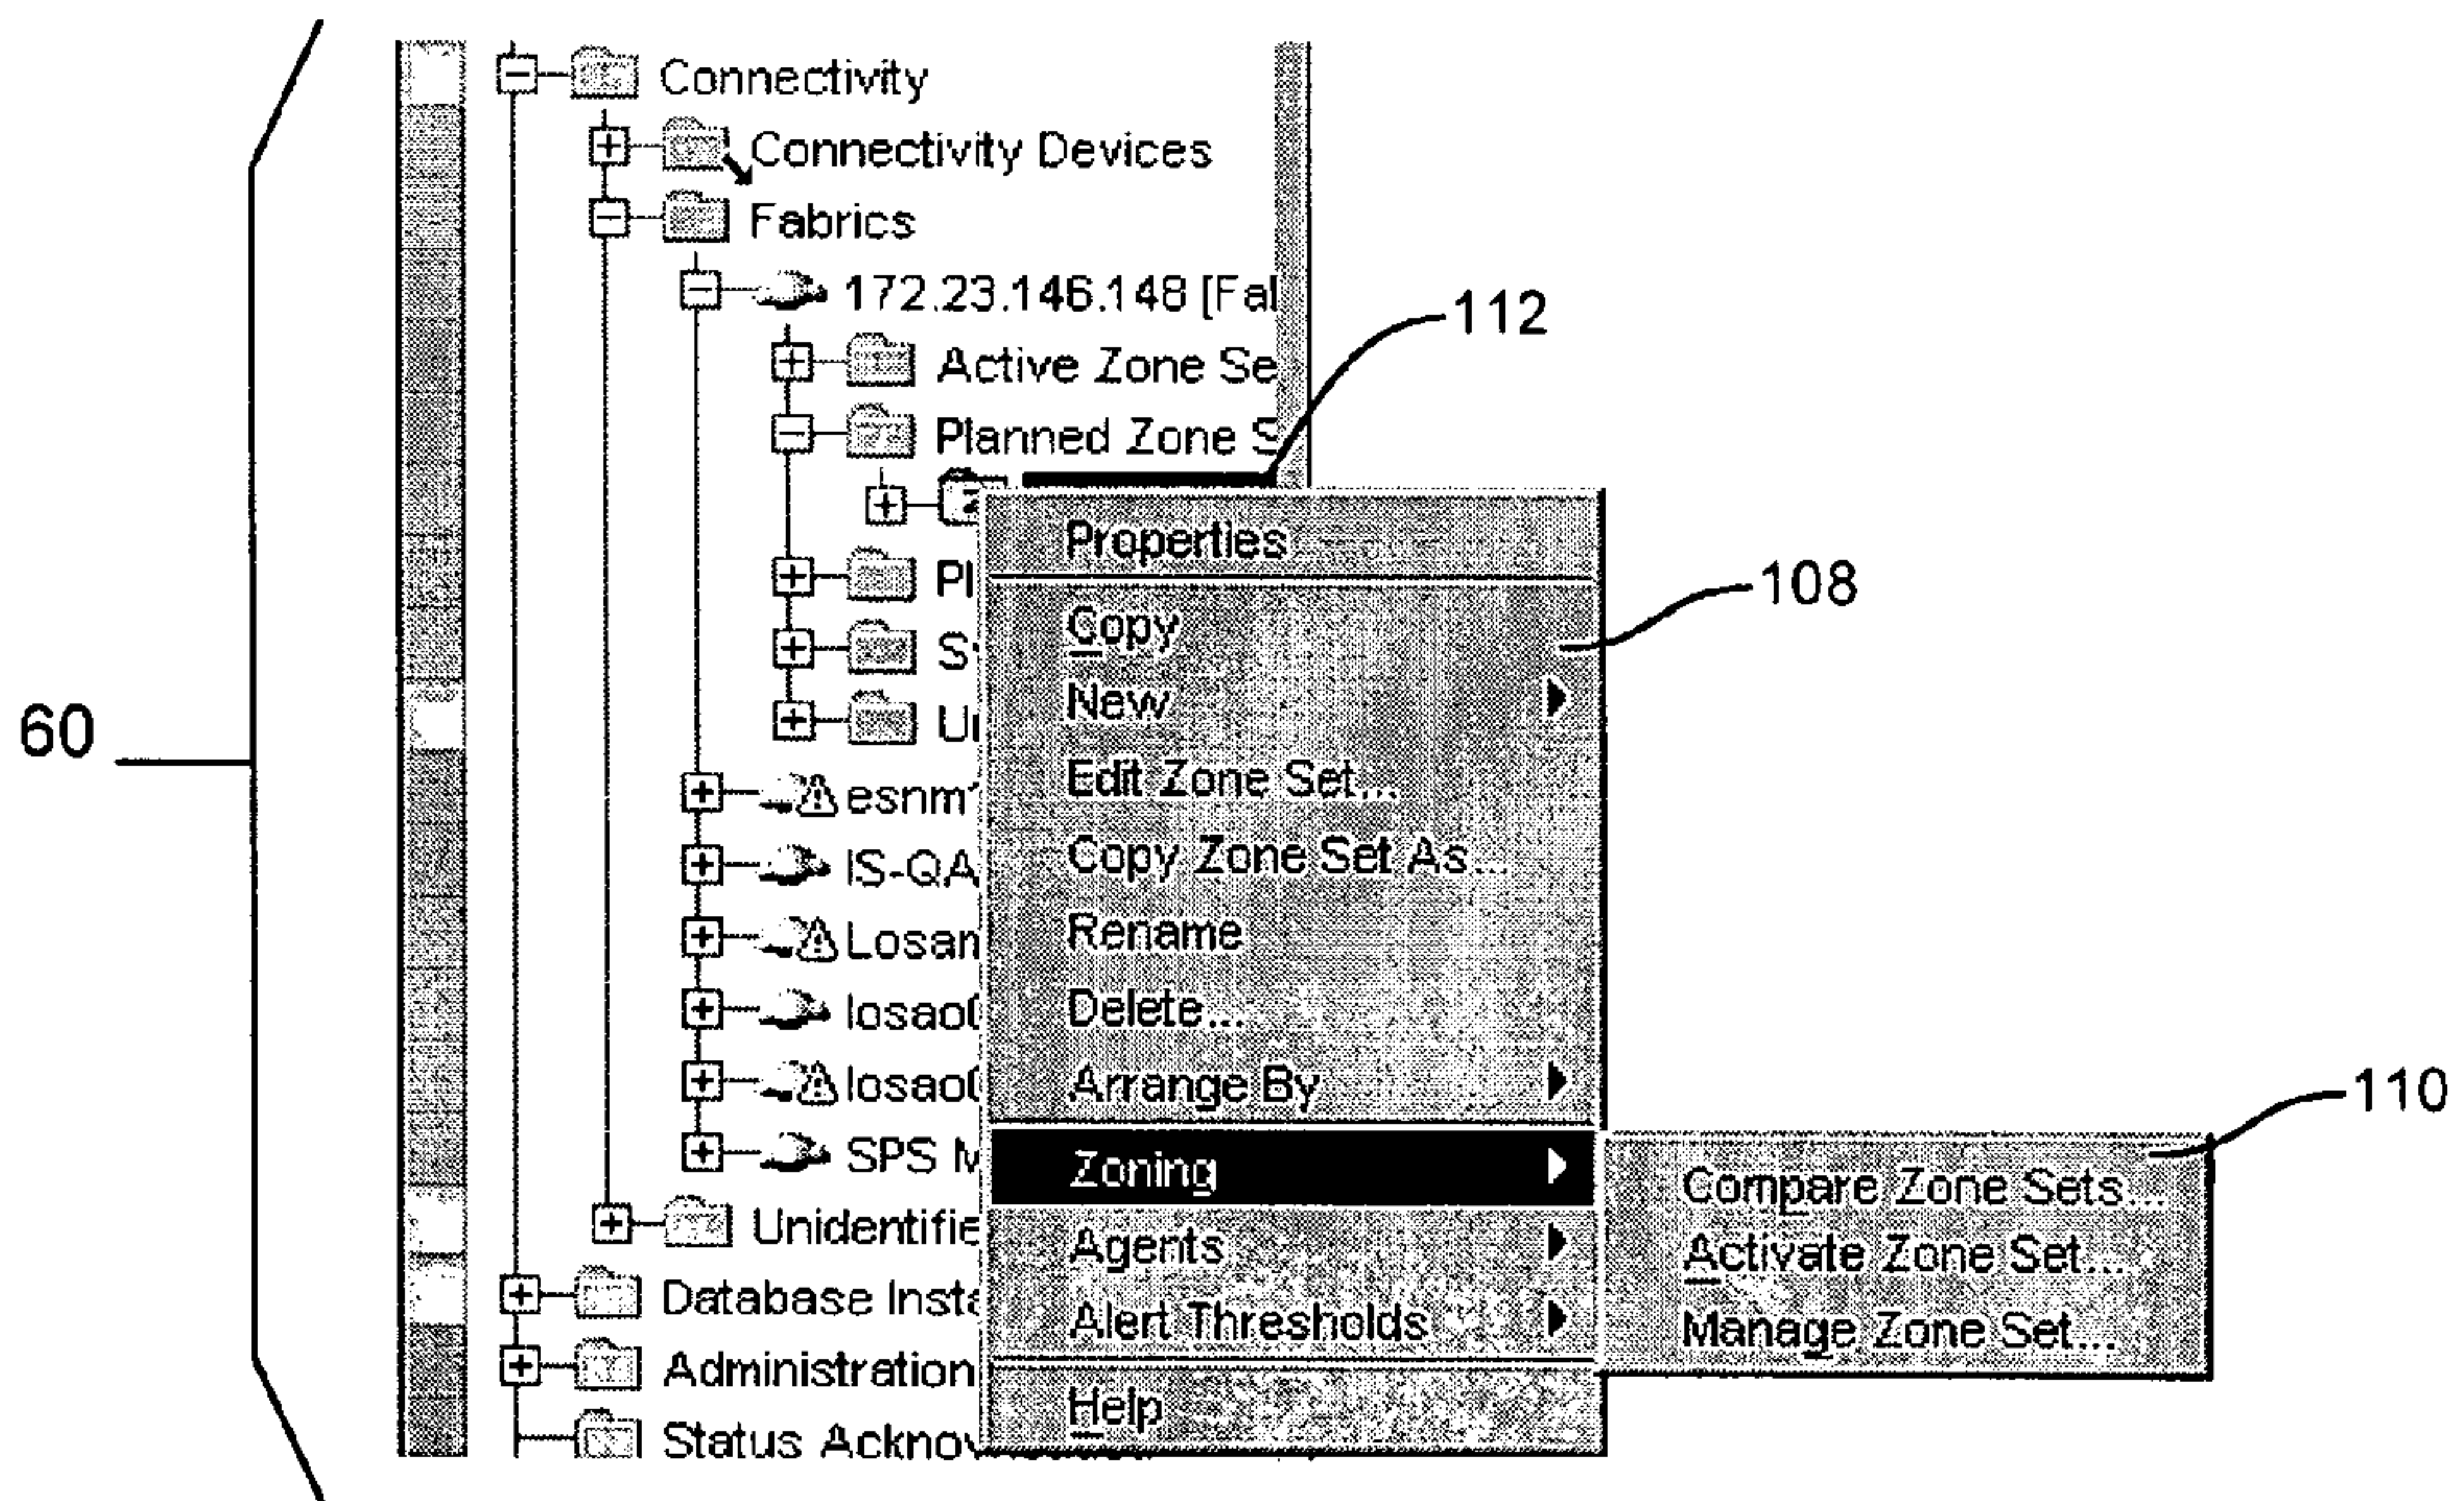 Connectivity
Connectivity Devices
Fabrics
172.23.146.148 [Fal
112
Active Zone Se
Planned Zone S
Properties
Pl
108
Copy
S
New
60
Edit Zone Set...
esnm
Copy Zone Set As...
IS-QA
Rename
Losan
Delete...
losao
Arrange By
losao
110
SPS M
Zoning
Compare Zone Sets...
Unidentifie
Agents
Activate Zone Set...
Database Insta
Alert Thresholds
Manage Zone Set...
Administration
Help
Status Acknov